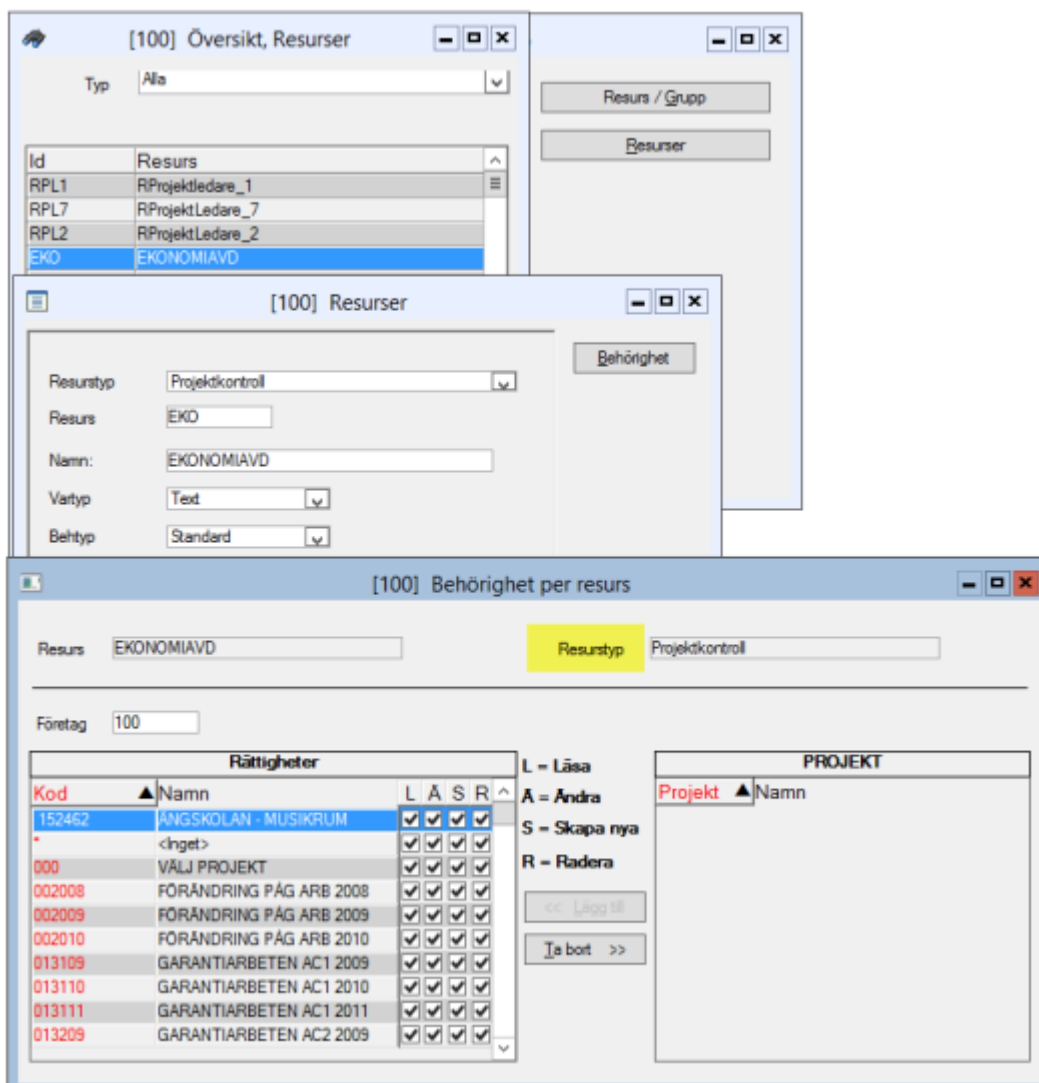 [100] Översikt, Resurser
Typ Alla
Resurs / Grupp
Resurser
Id Resurs
RPL1 RProjektledare_1
RPL7 RProjektLedare_7
RPL2 RProjektLedare_2
EKO EKONOMIAVD
[100] Resurser
Behörighet
Resurstyp Projektkontroll
Resurs EKO
Namn: EKONOMIAVD
Vartyp Text
Behtyp Standard
[100] Behörighet per resurs
Resurs EKONOMIAVD Resurstyp Projektkontroll
Företag 100
Rättigheter
Kod Namn L Ä S R
152462 ÄNGSKOLAN - MUSIKRUM
* <Inget>
000 VÄLJ PROJEKT
002008 FÖRÄNDRING PÅG ARB 2008
002009 FÖRÄNDRING PÅG ARB 2009
002010 FÖRÄNDRING PÅG ARB 2010
013109 GARANTIARBETEN AC1 2009
013110 GARANTIARBETEN AC1 2010
013111 GARANTIARBETEN AC1 2011
013209 GARANTIARBETEN AC2 2009
L = Läsa
Ä = Ändra
S = Skapa nya
R = Radera
<< Lägg till
Ta bort >>
PROJEKT
Projekt Namn